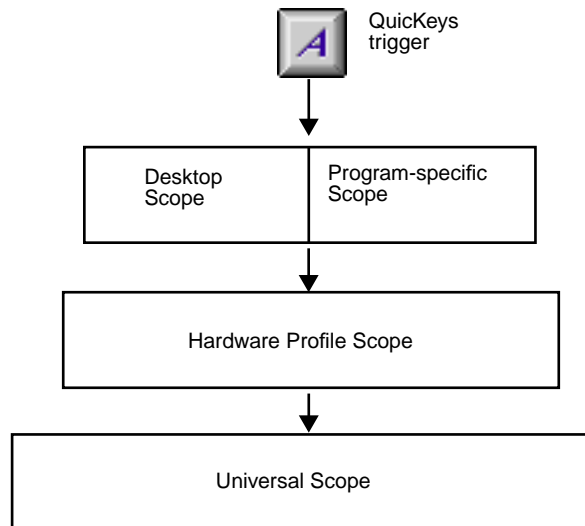 QuicKeys
trigger
A
Desktop
Scope
Program-specific
Scope
Hardware Profile Scope
Universal Scope